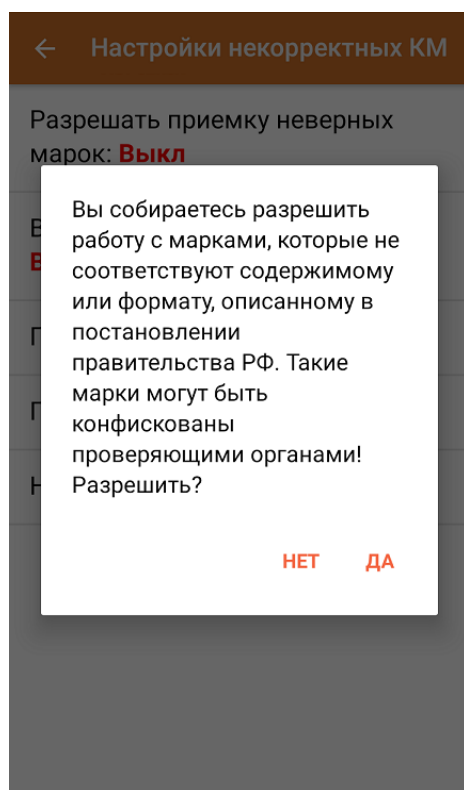 ← Настройки некорректных КМ
Разрешать приемку неверных
марок: Выкл
Вы собираетесь разрешить
работу с марками, которые не
соответствуют содержимому
или формату, описанному в
постановлении
правительства РФ. Такие
марки могут быть
конфискованы
проверяющими органами!
Разрешить?
НЕТ ДА